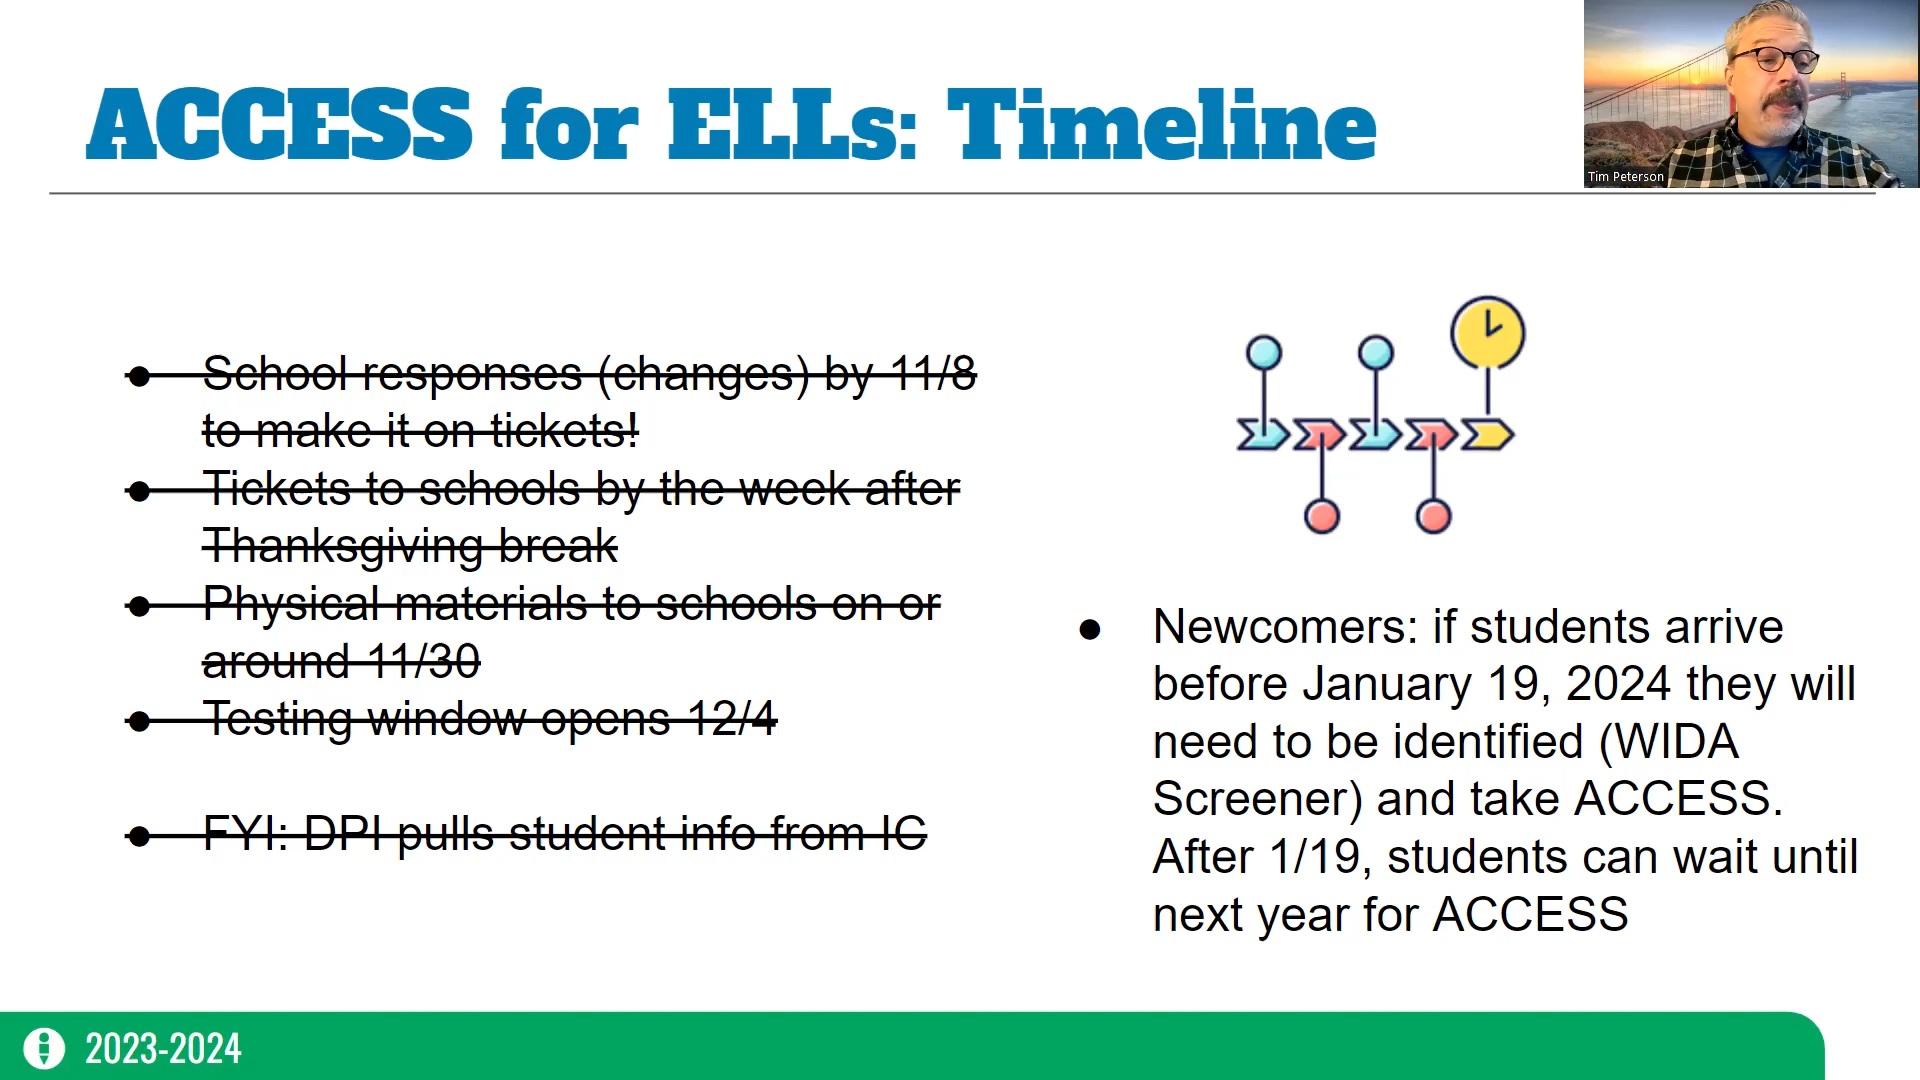 ACCESS for ELLs: Timeline
Tim Peterson
● School responses (changes) by 11/8
to make it on tickets!
● Tickets to schools by the week after
Thanksgiving break
● Physical materials to schools on or
around 11/30
● Testing window opens 12/4
● FYI: DPI pulls student info from IC
● Newcomers: if students arrive
before January 19, 2024 they will
need to be identified (WIDA
Screener) and take ACCESS.
After 1/19, students can wait until
next year for ACCESS
2023-2024